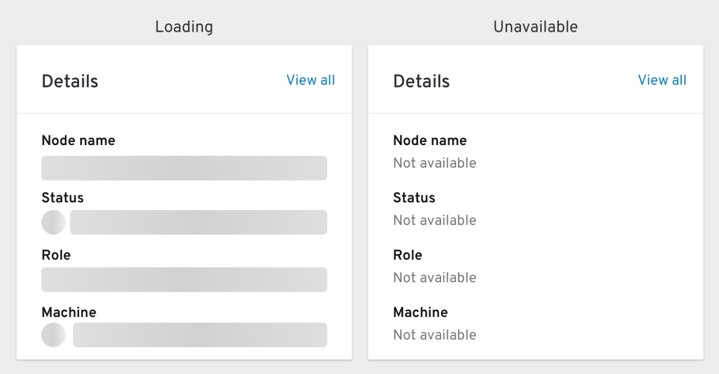 Loading
Details
View all
Node name
Status
Role
Machine
Unavailable
Details
View all
Node name
Not available
Status
Not available
Role
Not available
Machine
Not available